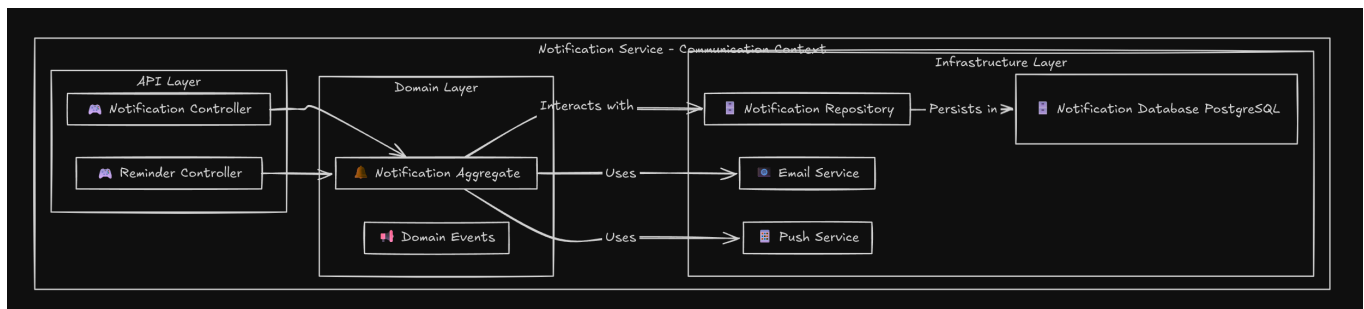 Notification Service - Communication Context
API Layer
Notification Controller
Reminder Controller
Domain Layer
Notification Aggregate
Domain Events
Interacts with
Uses
Uses
Infrastructure Layer
Notification Repository
Persists in
Notification Database PostgreSQL
Email Service
Push Service